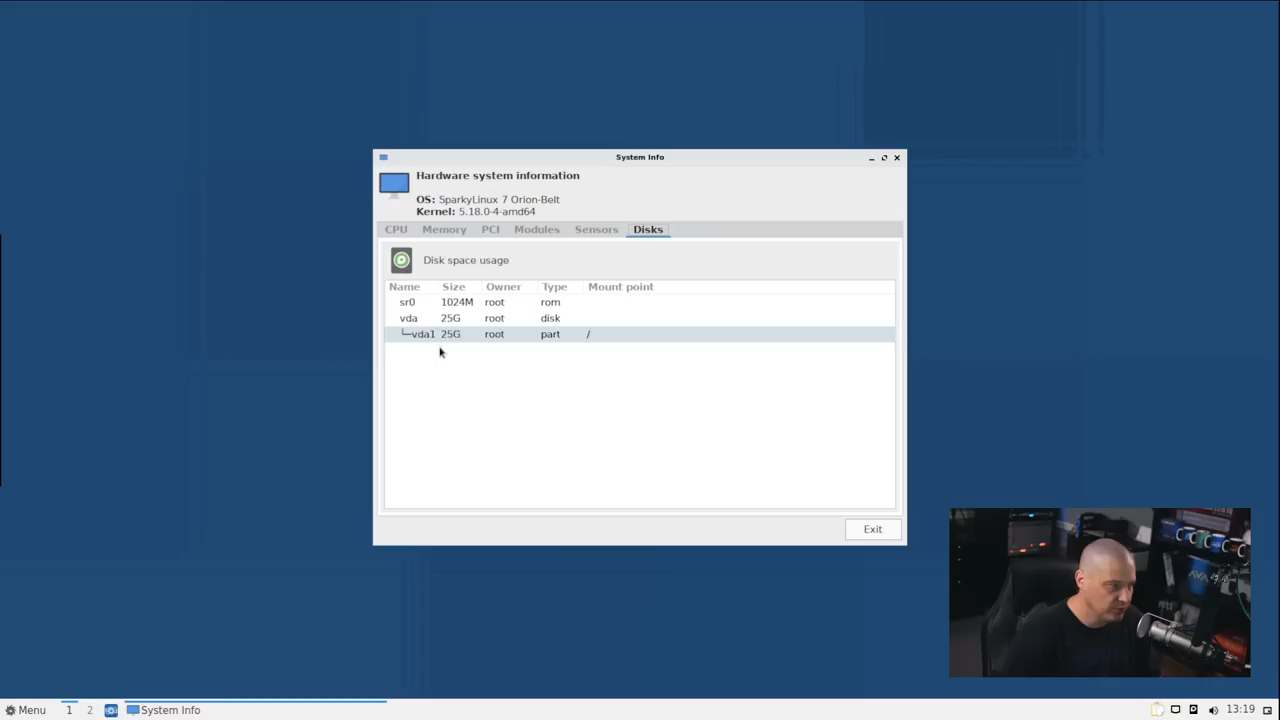 System Info
Hardware system information
OS: SparkyLinux 7 Orion-Belt
Kernel: 5.18.0-4-amd64
CPU Memory PCI Modules Sensors Disks
Disk space usage
Name Size Owner Type Mount point
sr0 1024M root rom
vda 25G root disk
└─vda1 25G root part /
Exit
Menu 1 2 System Info 13:19